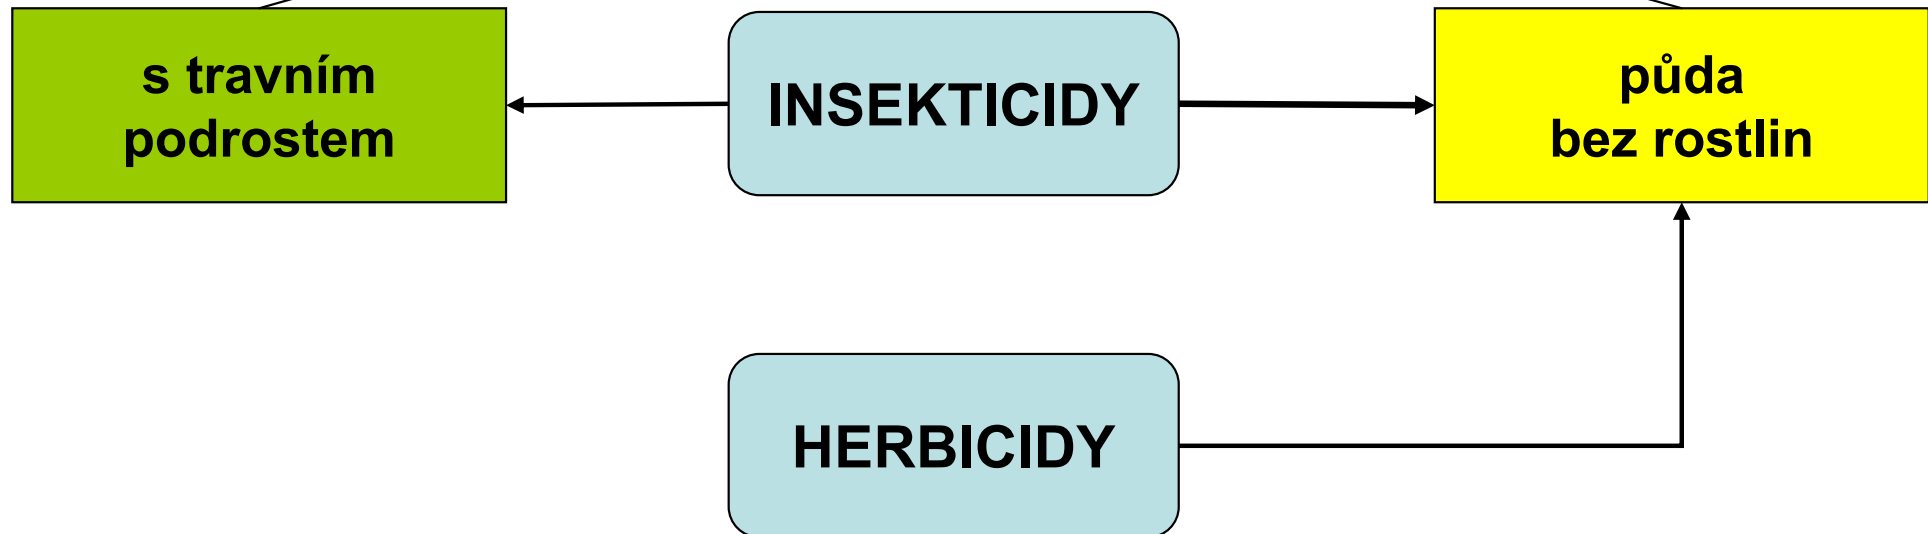 s travním
podrostem
INSEKTICIDY
půda
bez rostlin
HERBICIDY